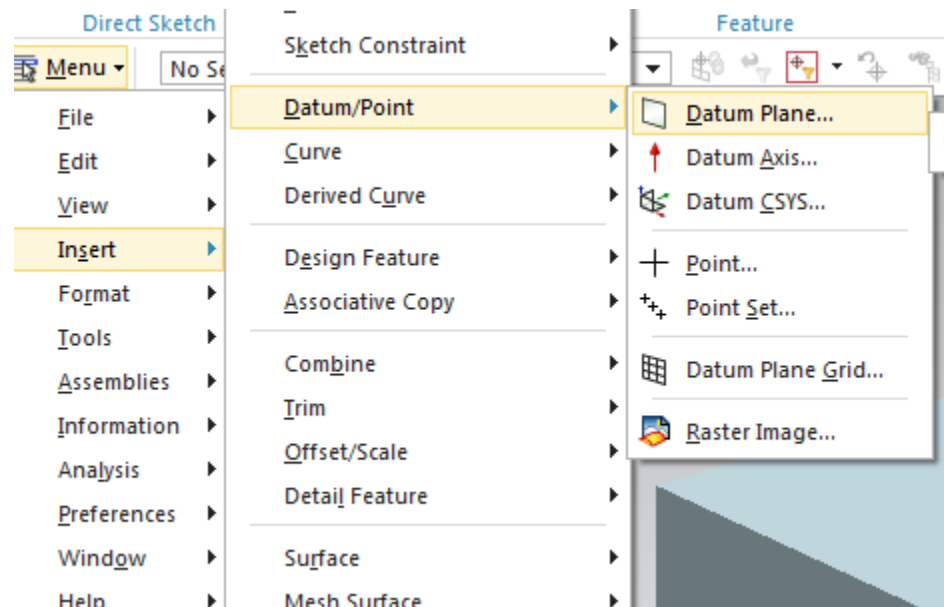 Direct Sketch
Feature
Menu
No Se
File
Edit
View
Insert
Format
Tools
Assemblies
Information
Analysis
Preferences
Window
Help
Sketch Constraint
Datum/Point
Curve
Derived Curve
Design Feature
Associative Copy
Combine
Trim
Offset/Scale
Detail Feature
Surface
Mesh Surface
Datum Plane...
Datum Axis...
Datum CSYS...
Point...
Point Set...
Datum Plane Grid...
Raster Image...